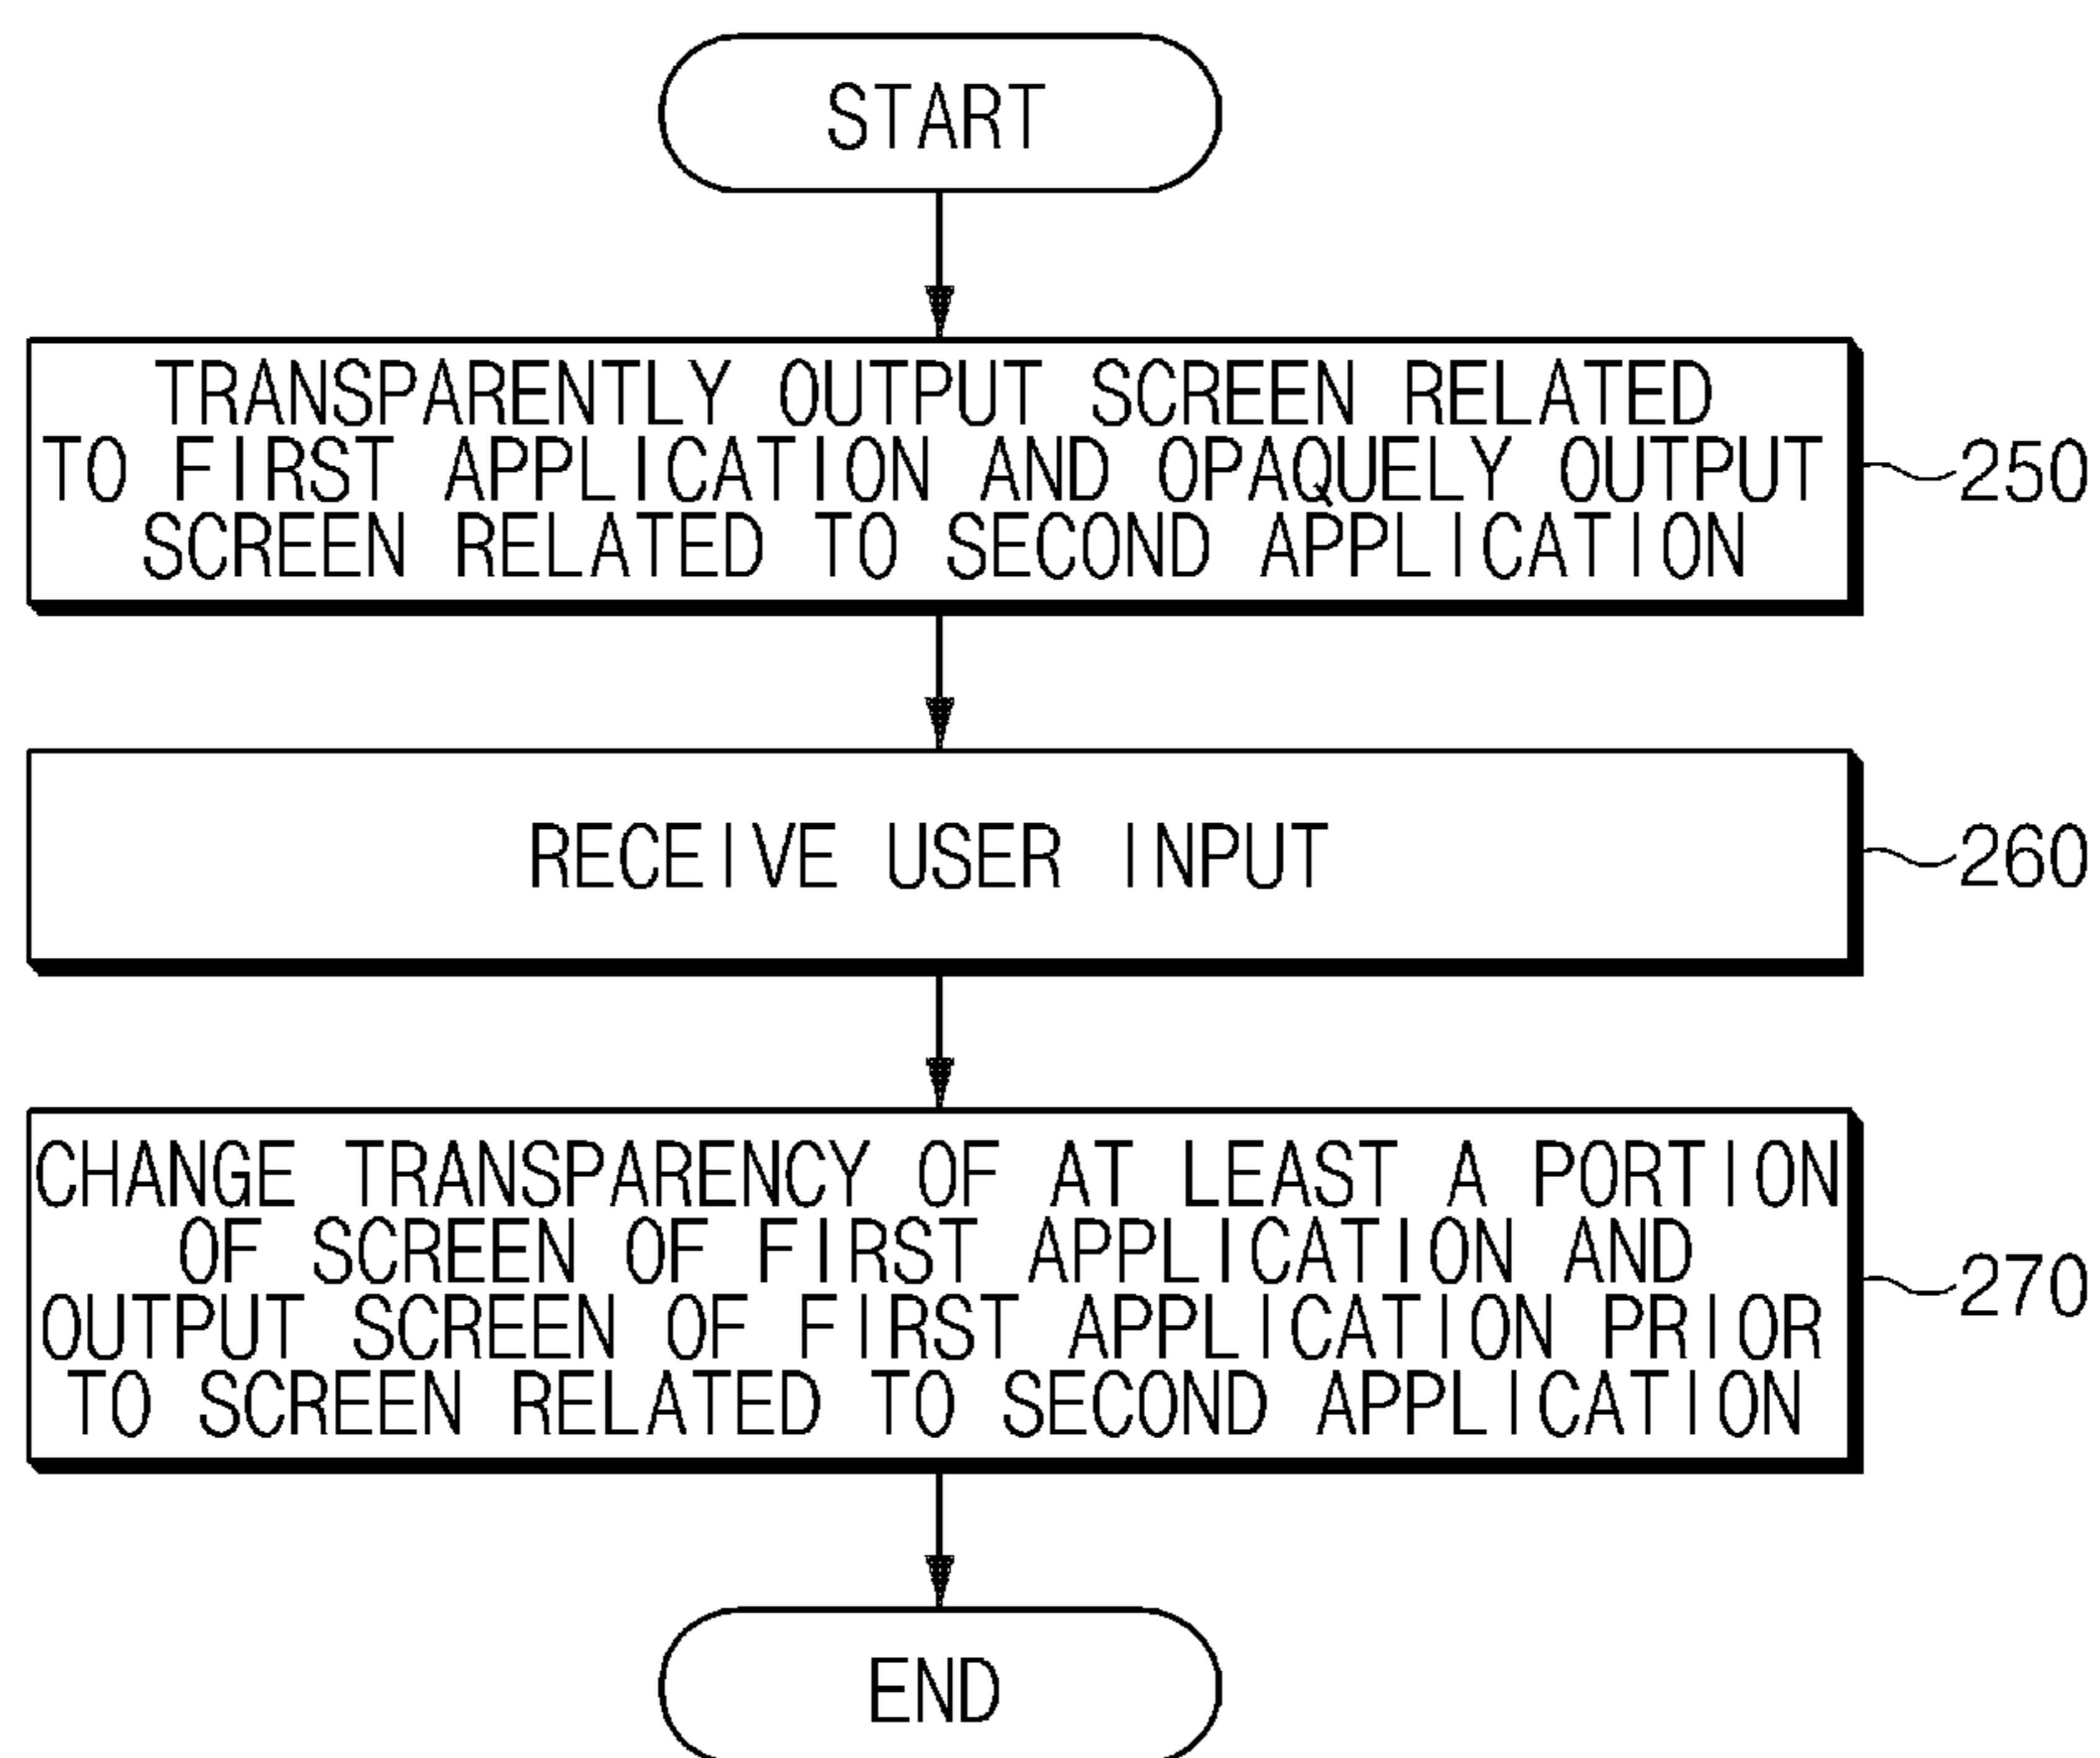 START
TRANSPARENTLY OUTPUT SCREEN RELATED
TO FIRST APPLICATION AND OPAQUELY OUTPUT
SCREEN RELATED TO SECOND APPLICATION
250
RECEIVE USER INPUT
260
CHANGE TRANSPARENCY OF AT LEAST A PORTION
OF SCREEN OF FIRST APPLICATION AND
OUTPUT SCREEN OF FIRST APPLICATION PRIOR
TO SCREEN RELATED TO SECOND APPLICATION
270
END